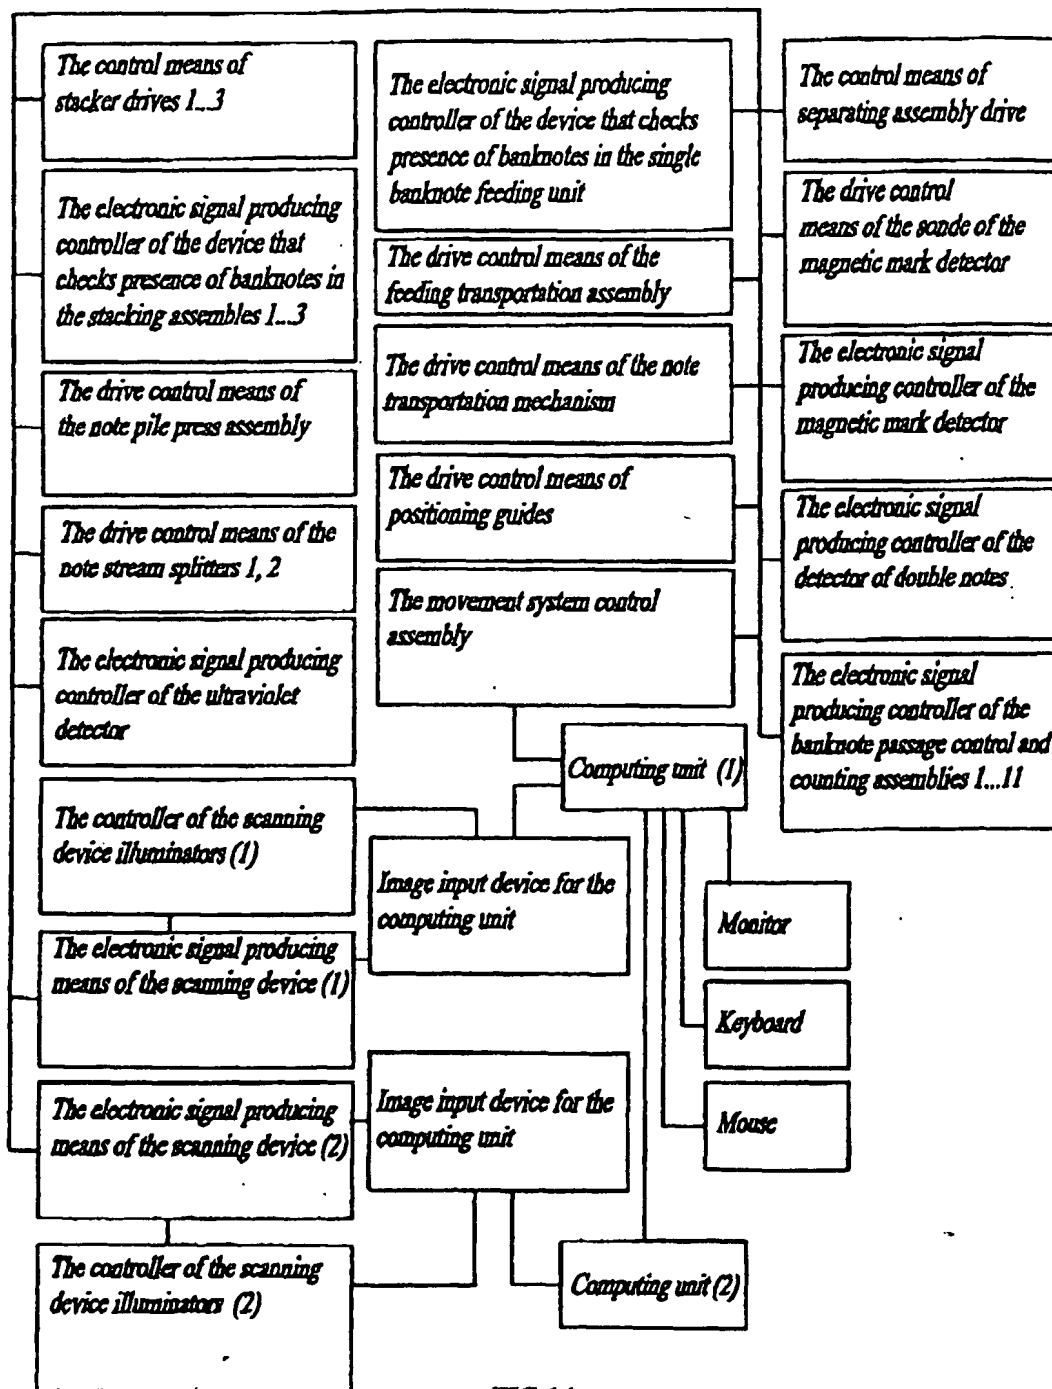 The control means of
stacker drives 1...3
The electronic signal producing
controller of the device that
checks presence of banknotes in
the stacking assembles 1...3
The drive control means of
the note pile press assembly
The drive control means of the
note stream splitters 1, 2
The electronic signal producing
controller of the ultraviolet
detector
The controller of the scanning
device illuminators (1)
The electronic signal producing
means of the scanning device (1)
The electronic signal producing
means of the scanning device (2)
The controller of the scanning
device illuminators (2)
The electronic signal producing
controller of the device that checks
presence of banknotes in the single
banknote feeding unit
The drive control means of the
feeding transportation assembly
The drive control means of the note
transportation mechanism
The drive control means of
positioning guides
The movement system control
assembly
Computing unit (1)
Image input device for the
computing unit
Image input device for the
computing unit
Computing unit (2)
Monitor
Keyboard
Mouse
The control means of
separating assembly drive
The drive control
means of the sonde of the
magnetic mark detector
The electronic signal
producing controller of the
magnetic mark detector
The electronic signal
producing controller of the
detector of double notes
The electronic signal
producing controller of the
banknote passage control and
counting assemblies 1...11